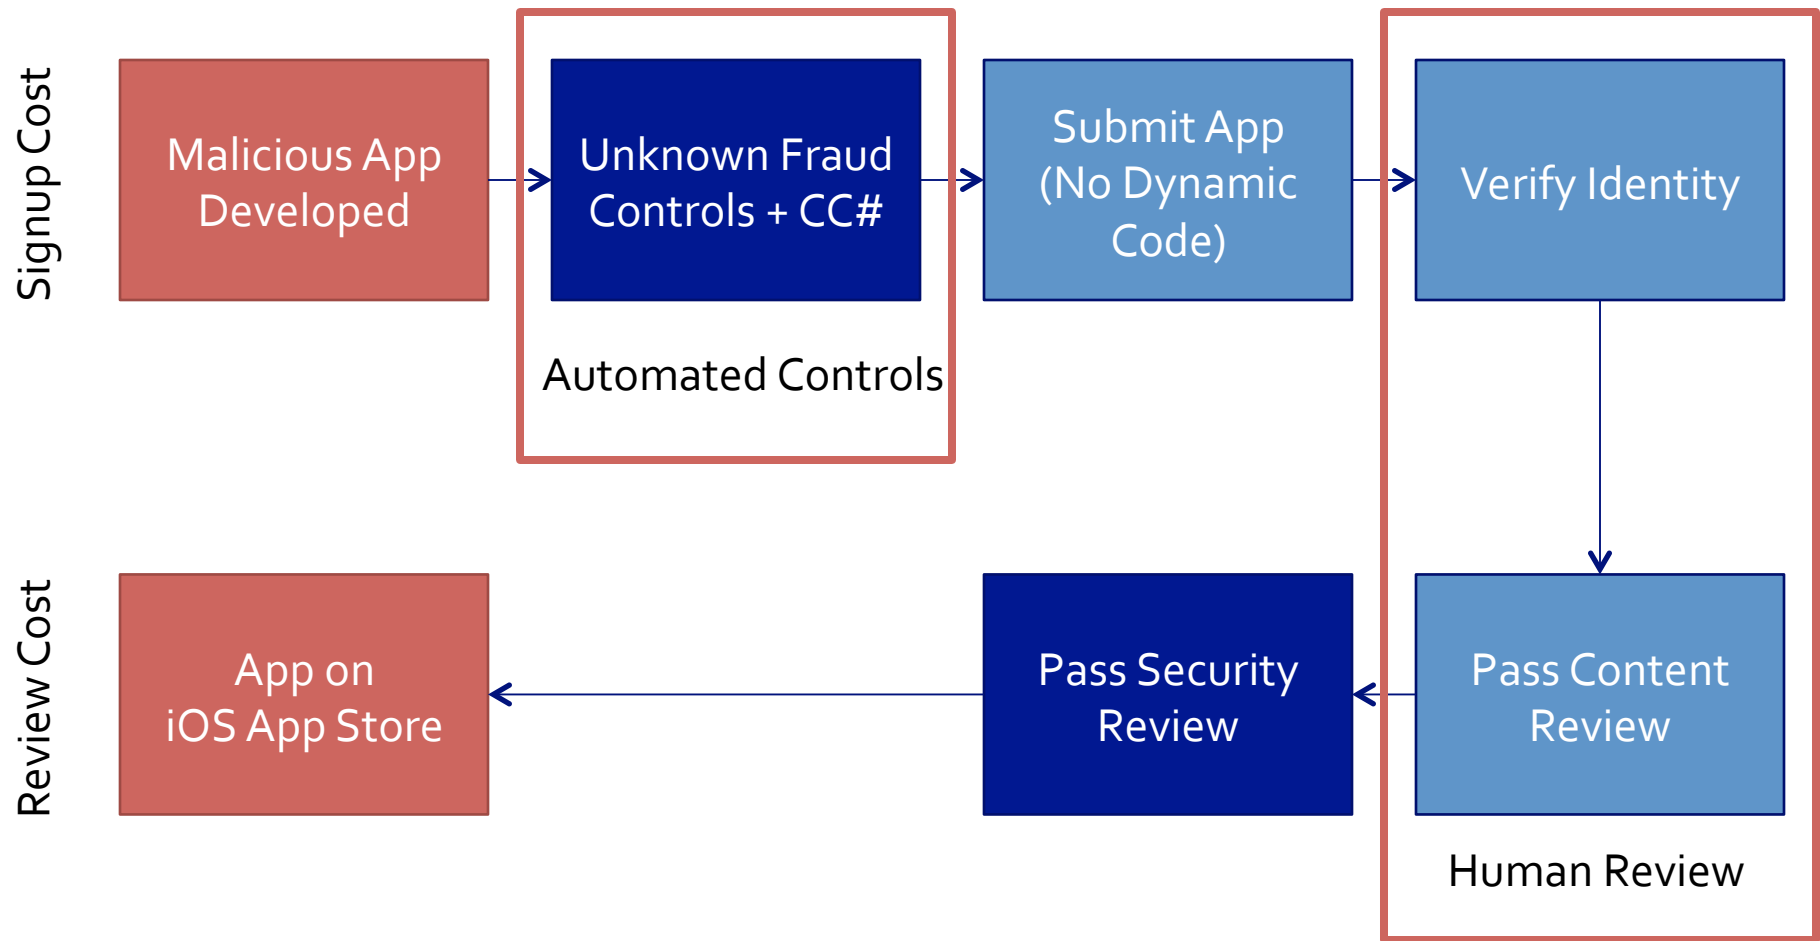 Signup Cost
Malicious App
Developed
Unknown Fraud
Controls + CC#
Automated Controls
Submit App
(No Dynamic
Code)
Verify Identity
Review Cost
App on
iOS App Store
Pass Security
Review
Pass Content
Review
Human Review